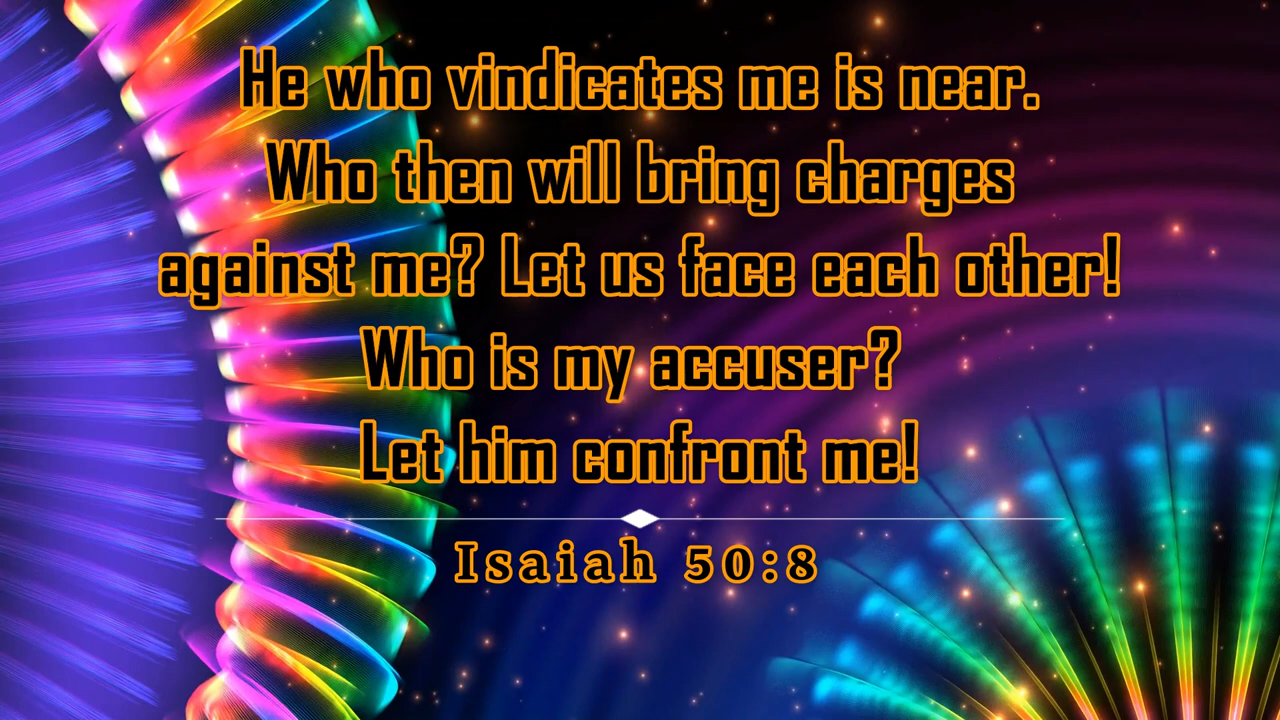 He who vindicates me is near.
Who then will bring charges
against me? Let us face each other!
Who is my accuser?
Let him confront me!
Isaiah 50:8